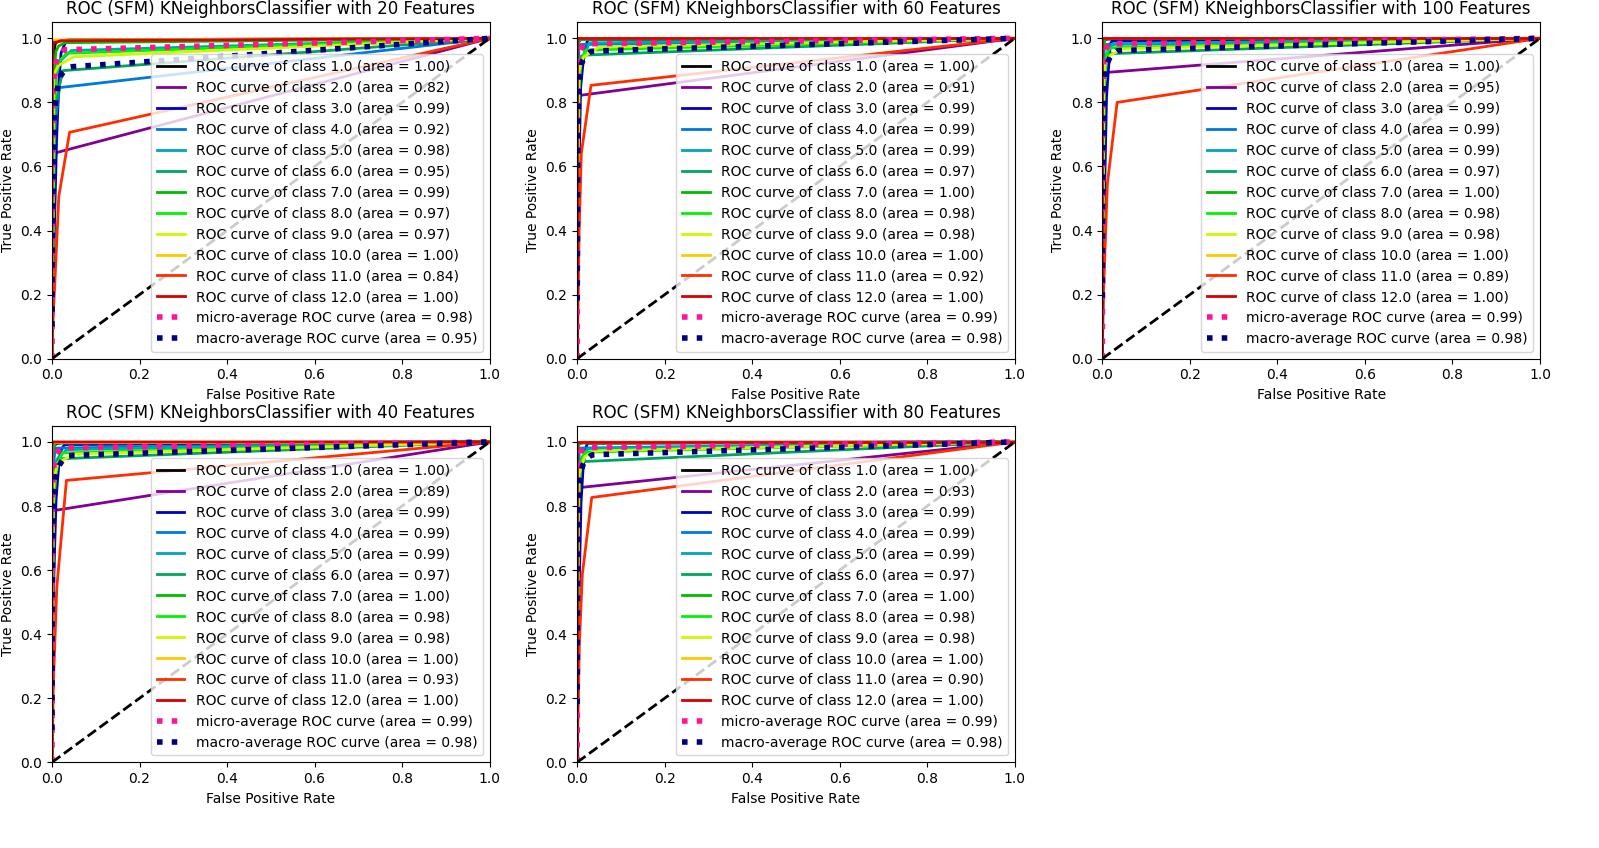 ROC (SFM) KNeighborsClassifier with 20 Features
True Positive Rate
1.0
0.8
0.6
0.4
0.2
0.0
ROC curve of class 1.0 (area = 1.00)
ROC curve of class 2.0 (area = 0.82)
ROC curve of class 3.0 (area = 0.99)
ROC curve of class 4.0 (area = 0.92)
ROC curve of class 5.0 (area = 0.98)
ROC curve of class 6.0 (area = 0.95)
ROC curve of class 7.0 (area = 0.99)
ROC curve of class 8.0 (area = 0.97)
ROC curve of class 9.0 (area = 0.97)
ROC curve of class 10.0 (area = 1.00)
ROC curve of class 11.0 (area = 0.84)
ROC curve of class 12.0 (area = 1.00)
micro-average ROC curve (area = 0.98)
macro-average ROC curve (area = 0.95)
0.0 0.2 0.4 0.6 0.8 1.0
False Positive Rate
ROC (SFM) KNeighborsClassifier with 60 Features
True Positive Rate
1.0
0.8
0.6
0.4
0.2
0.0
ROC curve of class 1.0 (area = 1.00)
ROC curve of class 2.0 (area = 0.91)
ROC curve of class 3.0 (area = 0.99)
ROC curve of class 4.0 (area = 0.99)
ROC curve of class 5.0 (area = 0.99)
ROC curve of class 6.0 (area = 0.97)
ROC curve of class 7.0 (area = 1.00)
ROC curve of class 8.0 (area = 0.98)
ROC curve of class 9.0 (area = 0.98)
ROC curve of class 10.0 (area = 1.00)
ROC curve of class 11.0 (area = 0.92)
ROC curve of class 12.0 (area = 1.00)
micro-average ROC curve (area = 0.99)
macro-average ROC curve (area = 0.98)
0.0 0.2 0.4 0.6 0.8 1.0
False Positive Rate
ROC (SFM) KNeighborsClassifier with 100 Features
True Positive Rate
1.0
0.8
0.6
0.4
0.2
0.0
ROC curve of class 1.0 (area = 1.00)
ROC curve of class 2.0 (area = 0.95)
ROC curve of class 3.0 (area = 0.99)
ROC curve of class 4.0 (area = 0.99)
ROC curve of class 5.0 (area = 0.99)
ROC curve of class 6.0 (area = 0.97)
ROC curve of class 7.0 (area = 1.00)
ROC curve of class 8.0 (area = 0.98)
ROC curve of class 9.0 (area = 0.98)
ROC curve of class 10.0 (area = 1.00)
ROC curve of class 11.0 (area = 0.89)
ROC curve of class 12.0 (area = 1.00)
micro-average ROC curve (area = 0.99)
macro-average ROC curve (area = 0.98)
0.0 0.2 0.4 0.6 0.8 1.0
False Positive Rate
ROC (SFM) KNeighborsClassifier with 40 Features
True Positive Rate
1.0
0.8
0.6
0.4
0.2
0.0
ROC curve of class 1.0 (area = 1.00)
ROC curve of class 2.0 (area = 0.89)
ROC curve of class 3.0 (area = 0.99)
ROC curve of class 4.0 (area = 0.99)
ROC curve of class 5.0 (area = 0.99)
ROC curve of class 6.0 (area = 0.97)
ROC curve of class 7.0 (area = 1.00)
ROC curve of class 8.0 (area = 0.98)
ROC curve of class 9.0 (area = 0.98)
ROC curve of class 10.0 (area = 1.00)
ROC curve of class 11.0 (area = 0.93)
ROC curve of class 12.0 (area = 1.00)
micro-average ROC curve (area = 0.99)
macro-average ROC curve (area = 0.98)
0.0 0.2 0.4 0.6 0.8 1.0
False Positive Rate
ROC (SFM) KNeighborsClassifier with 80 Features
True Positive Rate
1.0
0.8
0.6
0.4
0.2
0.0
ROC curve of class 1.0 (area = 1.00)
ROC curve of class 2.0 (area = 0.93)
ROC curve of class 3.0 (area = 0.99)
ROC curve of class 4.0 (area = 0.99)
ROC curve of class 5.0 (area = 0.99)
ROC curve of class 6.0 (area = 0.97)
ROC curve of class 7.0 (area = 1.00)
ROC curve of class 8.0 (area = 0.98)
ROC curve of class 9.0 (area = 0.98)
ROC curve of class 10.0 (area = 1.00)
ROC curve of class 11.0 (area = 0.90)
ROC curve of class 12.0 (area = 1.00)
micro-average ROC curve (area = 0.99)
macro-average ROC curve (area = 0.98)
0.0 0.2 0.4 0.6 0.8 1.0
False Positive Rate